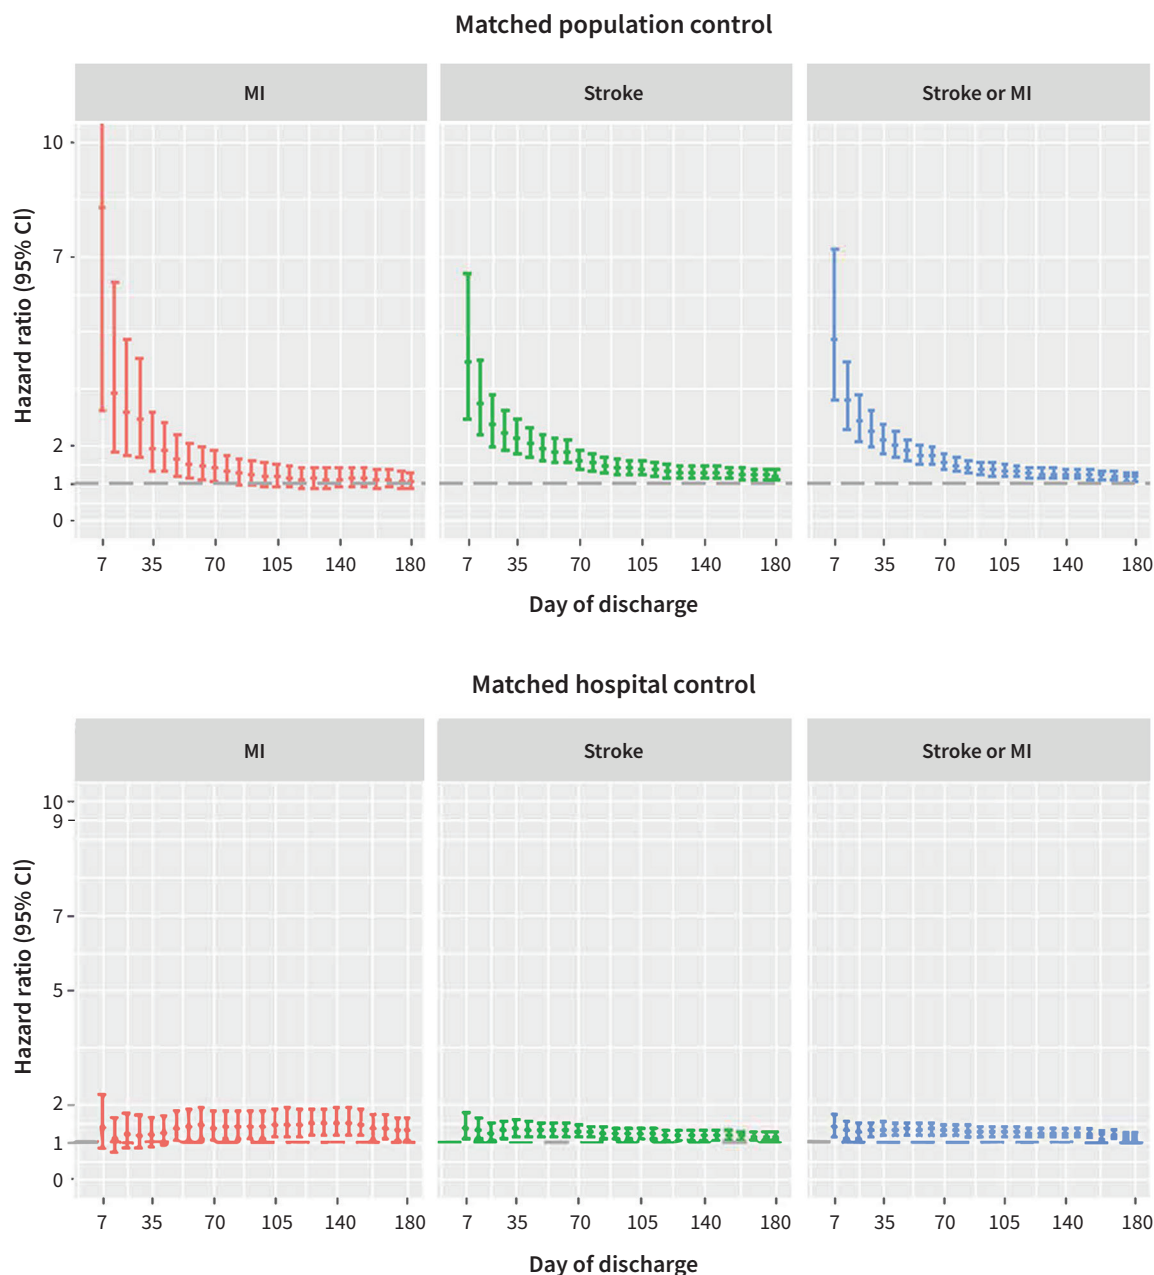 Matched population control
MI Stroke Stroke or MI
Hazard ratio (95% CI)
10
7
2
1
0
7 35 70 105 140 180 7 35 70 105 140 180 7 35 70 105 140 180
Day of discharge
Matched hospital control
MI Stroke Stroke or MI
Hazard ratio (95% CI)
10
9
7
5
2
1
0
7 35 70 105 140 180 7 35 70 105 140 180 7 35 70 105 140 180
Day of discharge